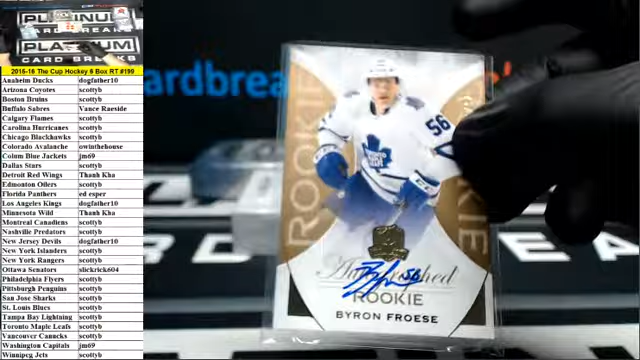 PLATINUM
CARD BREAKS
PLATINUM
CARD BREAKS
2015-16 The Cup Hockey 6 Box RT #199
Anaheim Ducks dogfather10
Arizona Coyotes scottyb
Boston Bruins scottyb
Buffalo Sabres Vance Raeside
Calgary Flames scottyb
Carolina Hurricanes scottyb
Chicago Blackhawks scottyb
Colorado Avalanche owinthehouse
Colum Blue Jackets jm69
Dallas Stars scottyb
Detroit Red Wings Thanh Kha
Edmonton Oilers scottyb
Florida Panthers ed esper
Los Angeles Kings dogfather10
Minnesota Wild Thanh Kha
Montreal Canadiens scottyb
Nashville Predators scottyb
New Jersey Devils dogfather10
New York Islanders scottyb
New York Rangers scottyb
Ottawa Senators slickrick604
Philadelphia Flyers scottyb
Pittsburgh Penguins scottyb
San Jose Sharks scottyb
St. Louis Blues scottyb
Tampa Bay Lightning scottyb
Toronto Maple Leafs scottyb
Vancouver Canucks scottyb
Washington Capitals jm69
Winnipeg Jets scottyb
ardbrea
ROOKIE
56
Autographed
56
ROOKIE
BYRON FROESE